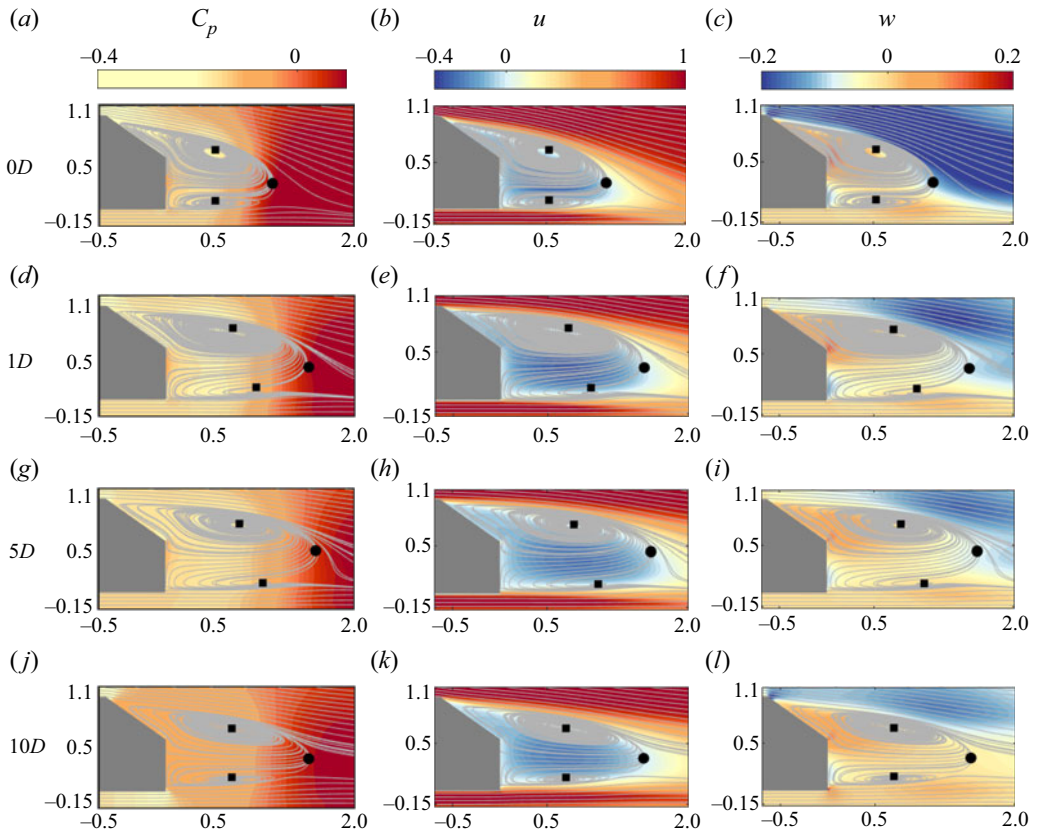 (a) C_p (b) u (c) w
−0.4 0 −0.4 0 1 −0.2 0 0.2
0D 1.1 0.5 −0.15 1.1 0.5 −0.15 1.1 0.5 −0.15
−0.5 0.5 2.0 −0.5 0.5 2.0 −0.5 0.5 2.0
(d) (e) (f)
1D 1.1 0.5 −0.15 1.1 0.5 −0.15 1.1 0.5 −0.15
−0.5 0.5 2.0 −0.5 0.5 2.0 −0.5 0.5 2.0
(g) (h) (i)
5D 1.1 0.5 −0.15 1.1 0.5 −0.15 1.1 0.5 −0.15
−0.5 0.5 2.0 −0.5 0.5 2.0 −0.5 0.5 2.0
(j) (k) (l)
10D 1.1 0.5 −0.15 1.1 0.5 −0.15 1.1 0.5 −0.15
−0.5 0.5 2.0 −0.5 0.5 2.0 −0.5 0.5 2.0